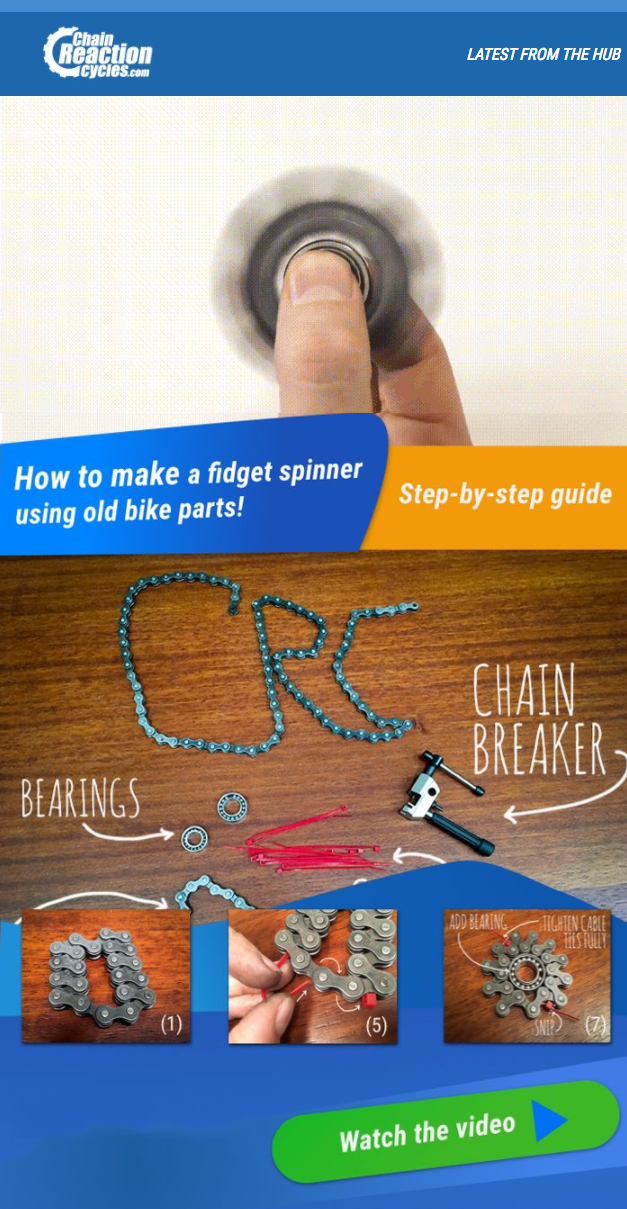 Chain
Reaction
Cycles.com
LATEST FROM THE HUB
How to make a fidget spinner
using old bike parts!
Step-by-step guide
CRC
CHAIN
BREAKER
BEARINGS
ADD BEARING
TIGHTEN CABLE
TIES FULLY
SNIP
(1)
(5)
(7)
Watch the video